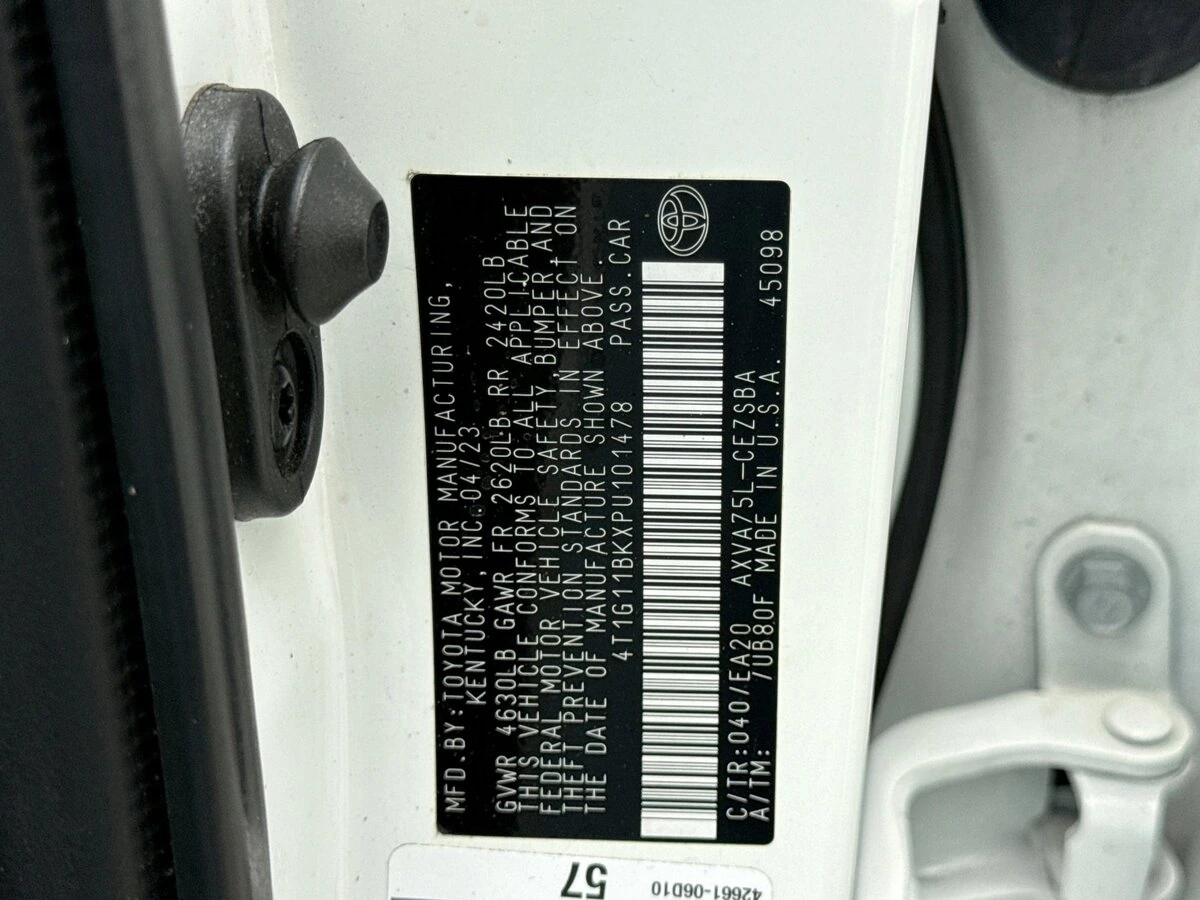 MFD.BY:TOYOTA MOTOR MANUFACTURING,
KENTUCKY,INC.04/23
GVWR 4630LB GAWR FR 2620LB RR 2420LB
THIS VEHICLE CONFORMS TO ALL APPLICABLE
FEDERAL MOTOR VEHICLE SAFETY, BUMPER,AND
THEFT PREVENTION STANDARDS IN EFFECT ON
THE DATE OF MANUFACTURE SHOWN ABOVE.
4T1G11BKXPU101478 PASS.CAR
C/TR:040/EA20 AXVA75L-CEZSBA 45098
A/TM: /UB80F MADE IN U.S.A.
57
42661-06D10